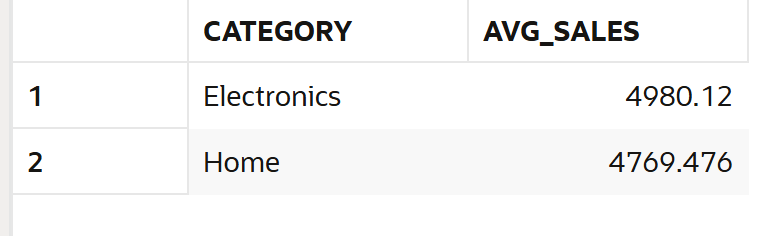 CATEGORY AVG_SALES
1 Electronics 4980.12
2 Home 4769.476